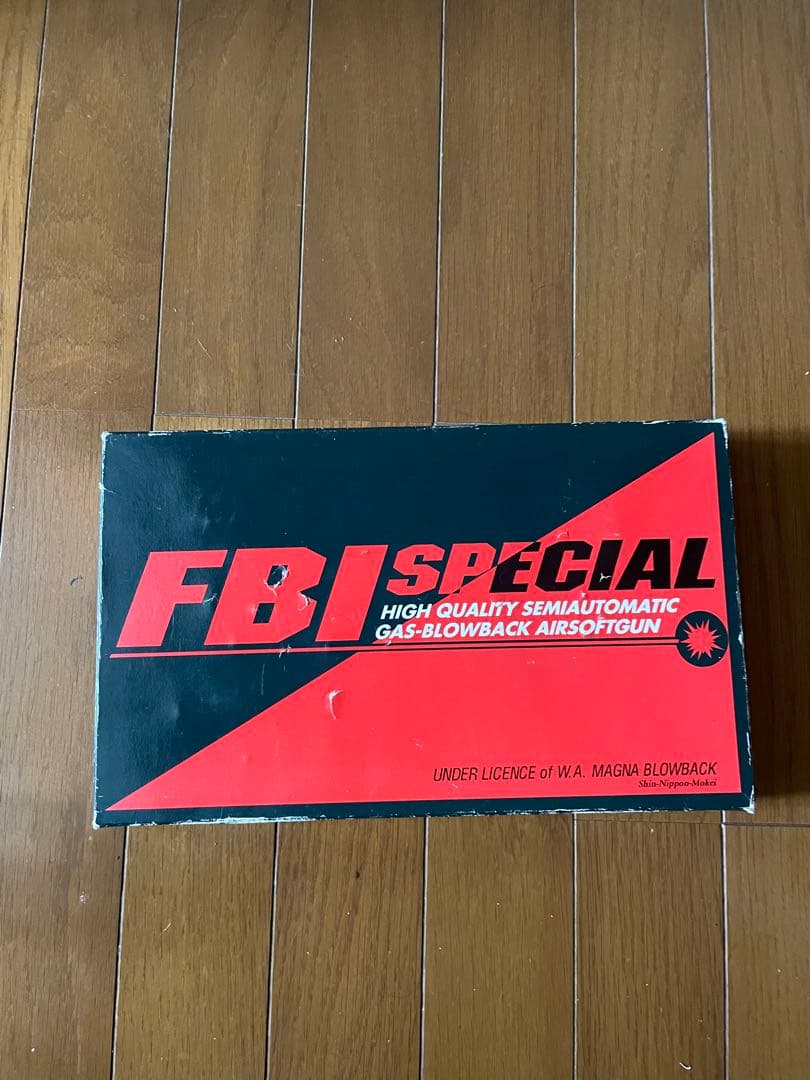 FBI SPECIAL
HIGH QUALITY SEMIAUTOMATIC
GAS-BLOWBACK AIRSOFTGUN
UNDER LICENCE of W.A. MAGNA BLOWBACK
Shin-Nippon-Mokei